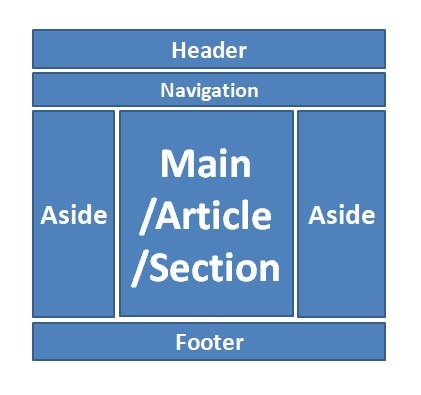 Header
Navigation
Aside
Main
/Article
/Section
Aside
Footer